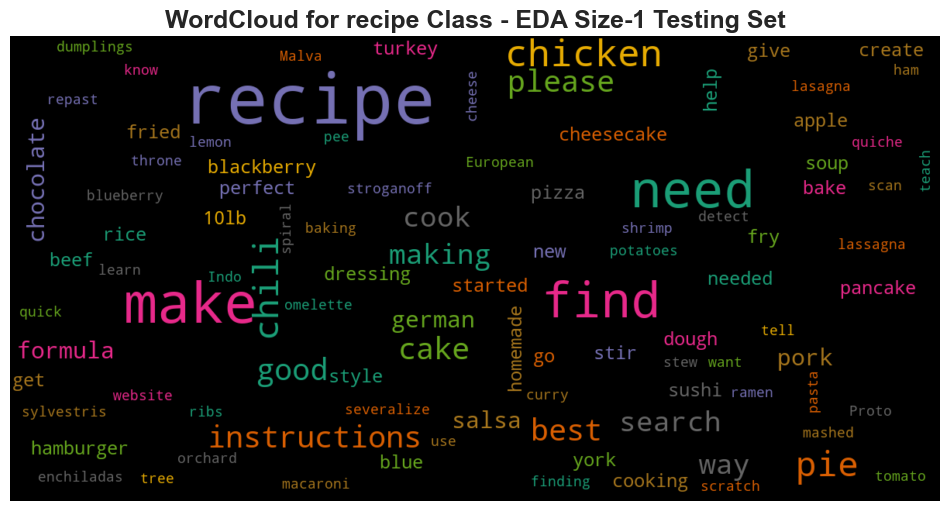 WordCloud for recipe Class - EDA Size-1 Testing Set
dumplings
Malva
turkey
chicken
give
create
know
ham
repast
recipe
cheese
please
help
lasagna
chocolate
fried
lemon
pee
cheesecake
apple
quiche
throne
blackberry
European
soup
teach
blueberry
perfect
stroganoff
pizza
need
bake
scan
10lb
spiral
cook
detect
rice
baking
shrimp
fry
beef
learn
Indo
chili
making
new
potatoes
lassagna
dressing
started
needed
pancake
quick
make
omelette
find
german
homemade
tell
formula
cake
go
stir
dough
get
good
style
stew
want
pork
website
curry
sushi
ramen
pasta
sylvestris
ribs
severalize
salsa
search
Proto
hamburger
instructions
use
best
mashed
enchiladas
orchard
blue
york
way
pie
tree
macaroni
finding
cooking
scratch
tomato